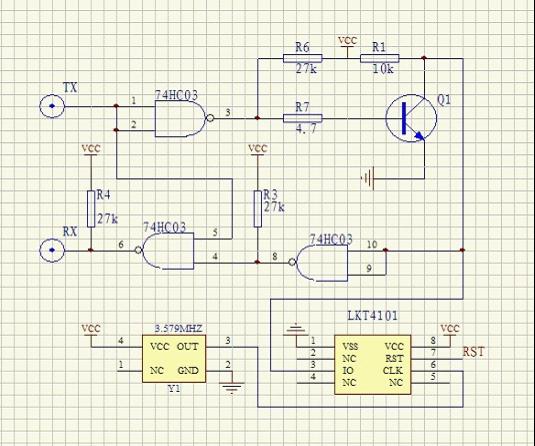 VCC
R6
R1
27k
10k
TX
74HC03
1
2
3
R7
4.7
Q1
VCC
VCC
R4
27k
R3
27k
RX
74HC03
6
5
4
74HC03
8
10
9
LKT4101
VCC
3.579MHZ
4
VCC OUT
3
1
NC GND
2
Y1
1
VSS
VCC
8
VCC
2
NC
RST
7
RST
3
IO
CLK
6
4
NC
NC
5